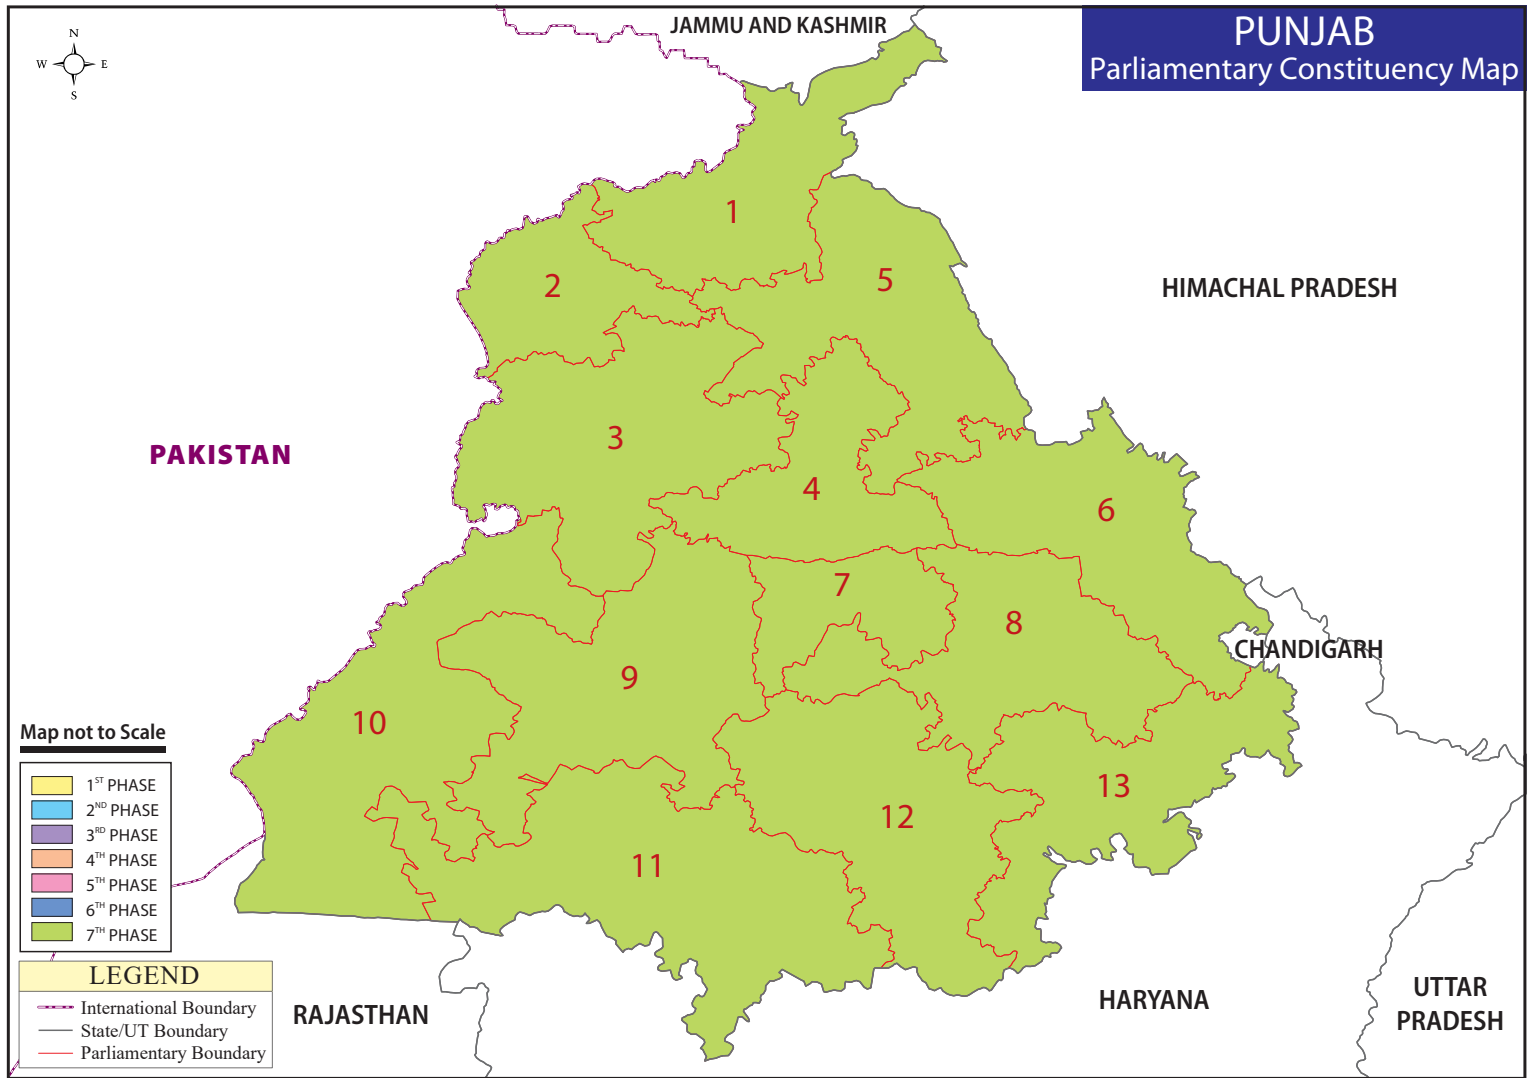 PUNJAB
Parliamentary Constituency Map
JAMMU AND KASHMIR
N
W E
S
1
2
5
HIMACHAL PRADESH
3
PAKISTAN
4
6
7
8
CHANDIGARH
9
10
13
12
11
Map not to Scale
1ST PHASE
2ND PHASE
3RD PHASE
4TH PHASE
5TH PHASE
6TH PHASE
7TH PHASE
LEGEND
International Boundary
State/UT Boundary
Parliamentary Boundary
RAJASTHAN
HARYANA
UTTAR
PRADESH